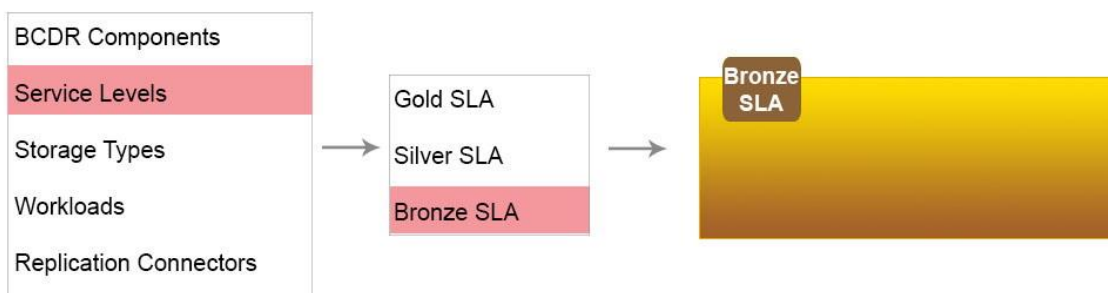 BCDR Components
Service Levels
Storage Types
Workloads
Replication Connectors
Gold SLA
Silver SLA
Bronze SLA
Bronze
SLA